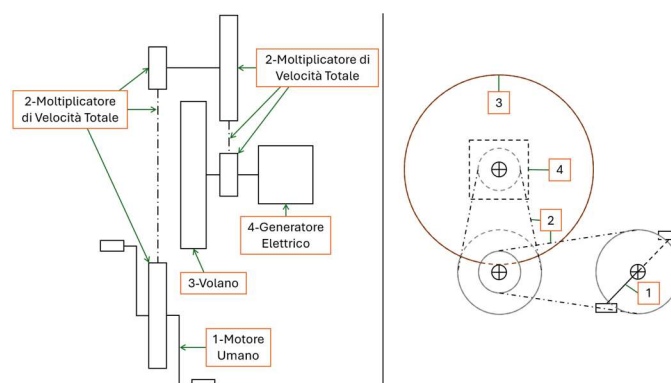 2-Moltiplicatore di
Velocità Totale
2-Moltiplicatore
di Velocità Totale
4-Generatore
Elettrico
3-Volano
1-Motore
Umano
3
4
2
1